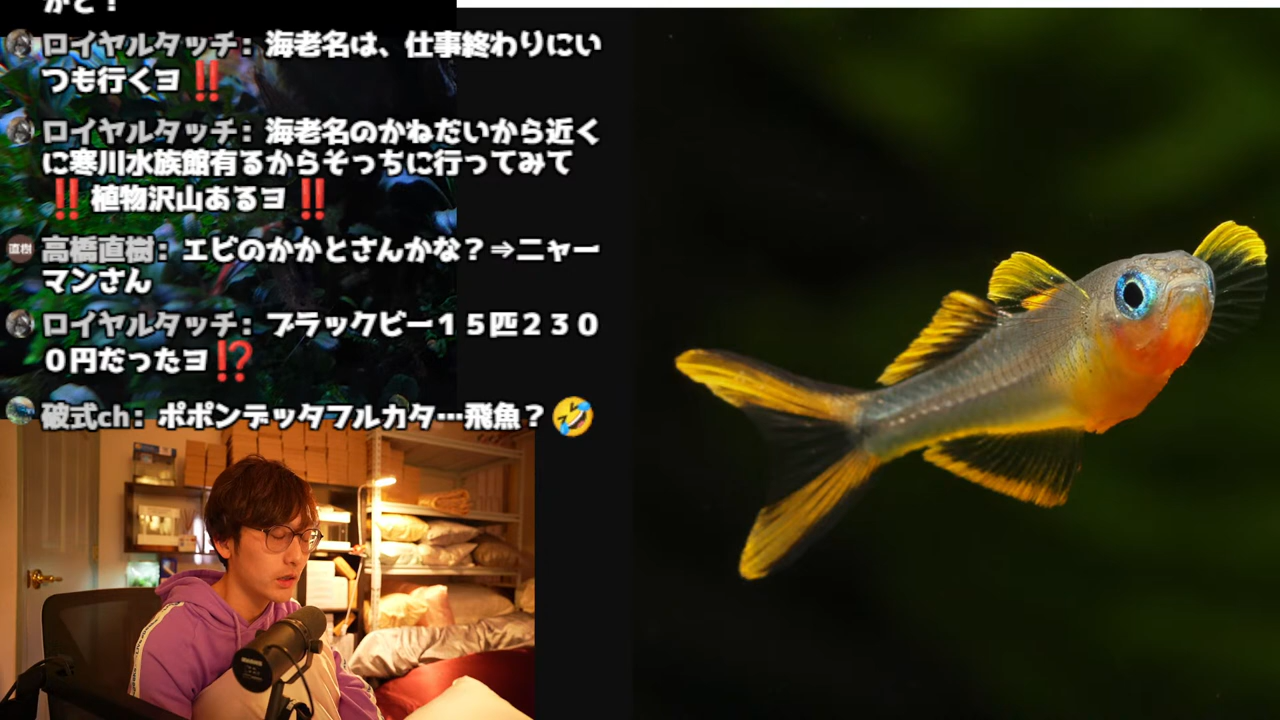 かと！
ロイヤルタッチ：海老名は、仕事終わりにい
つも行くヨ‼️
ロイヤルタッチ：海老名のかねだいから近く
に寒川水族館有るからそっちに行ってみて
‼️植物沢山あるヨ‼️
直樹 高橋直樹：エビのかかとさんかな？⇒ニャー
マンさん
ロイヤルタッチ：ブラックビー１５匹２３０
０円だったヨ⁉️
破式ch：ポポンデッタフルカタ…飛魚？🤣